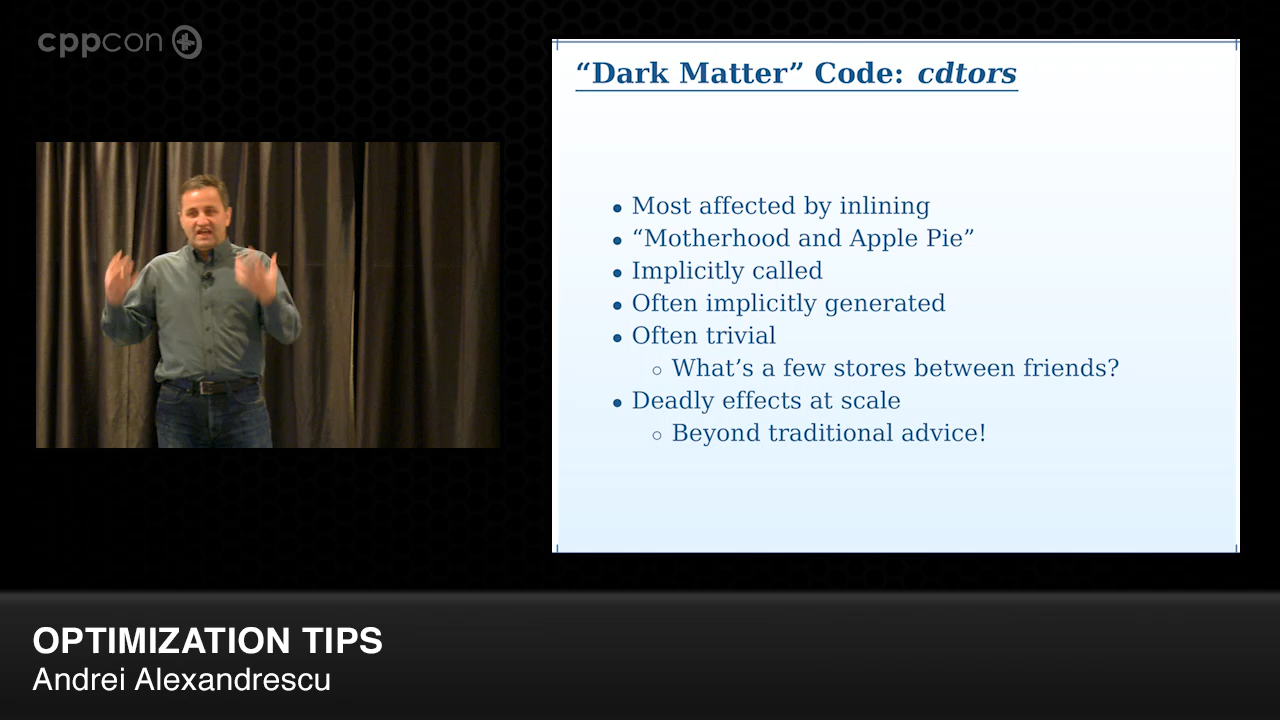 cppcon
“Dark Matter” Code: cdtors
• Most affected by inlining
• “Motherhood and Apple Pie”
• Implicitly called
• Often implicitly generated
• Often trivial
◦ What’s a few stores between friends?
• Deadly effects at scale
◦ Beyond traditional advice!
OPTIMIZATION TIPS
Andrei Alexandrescu